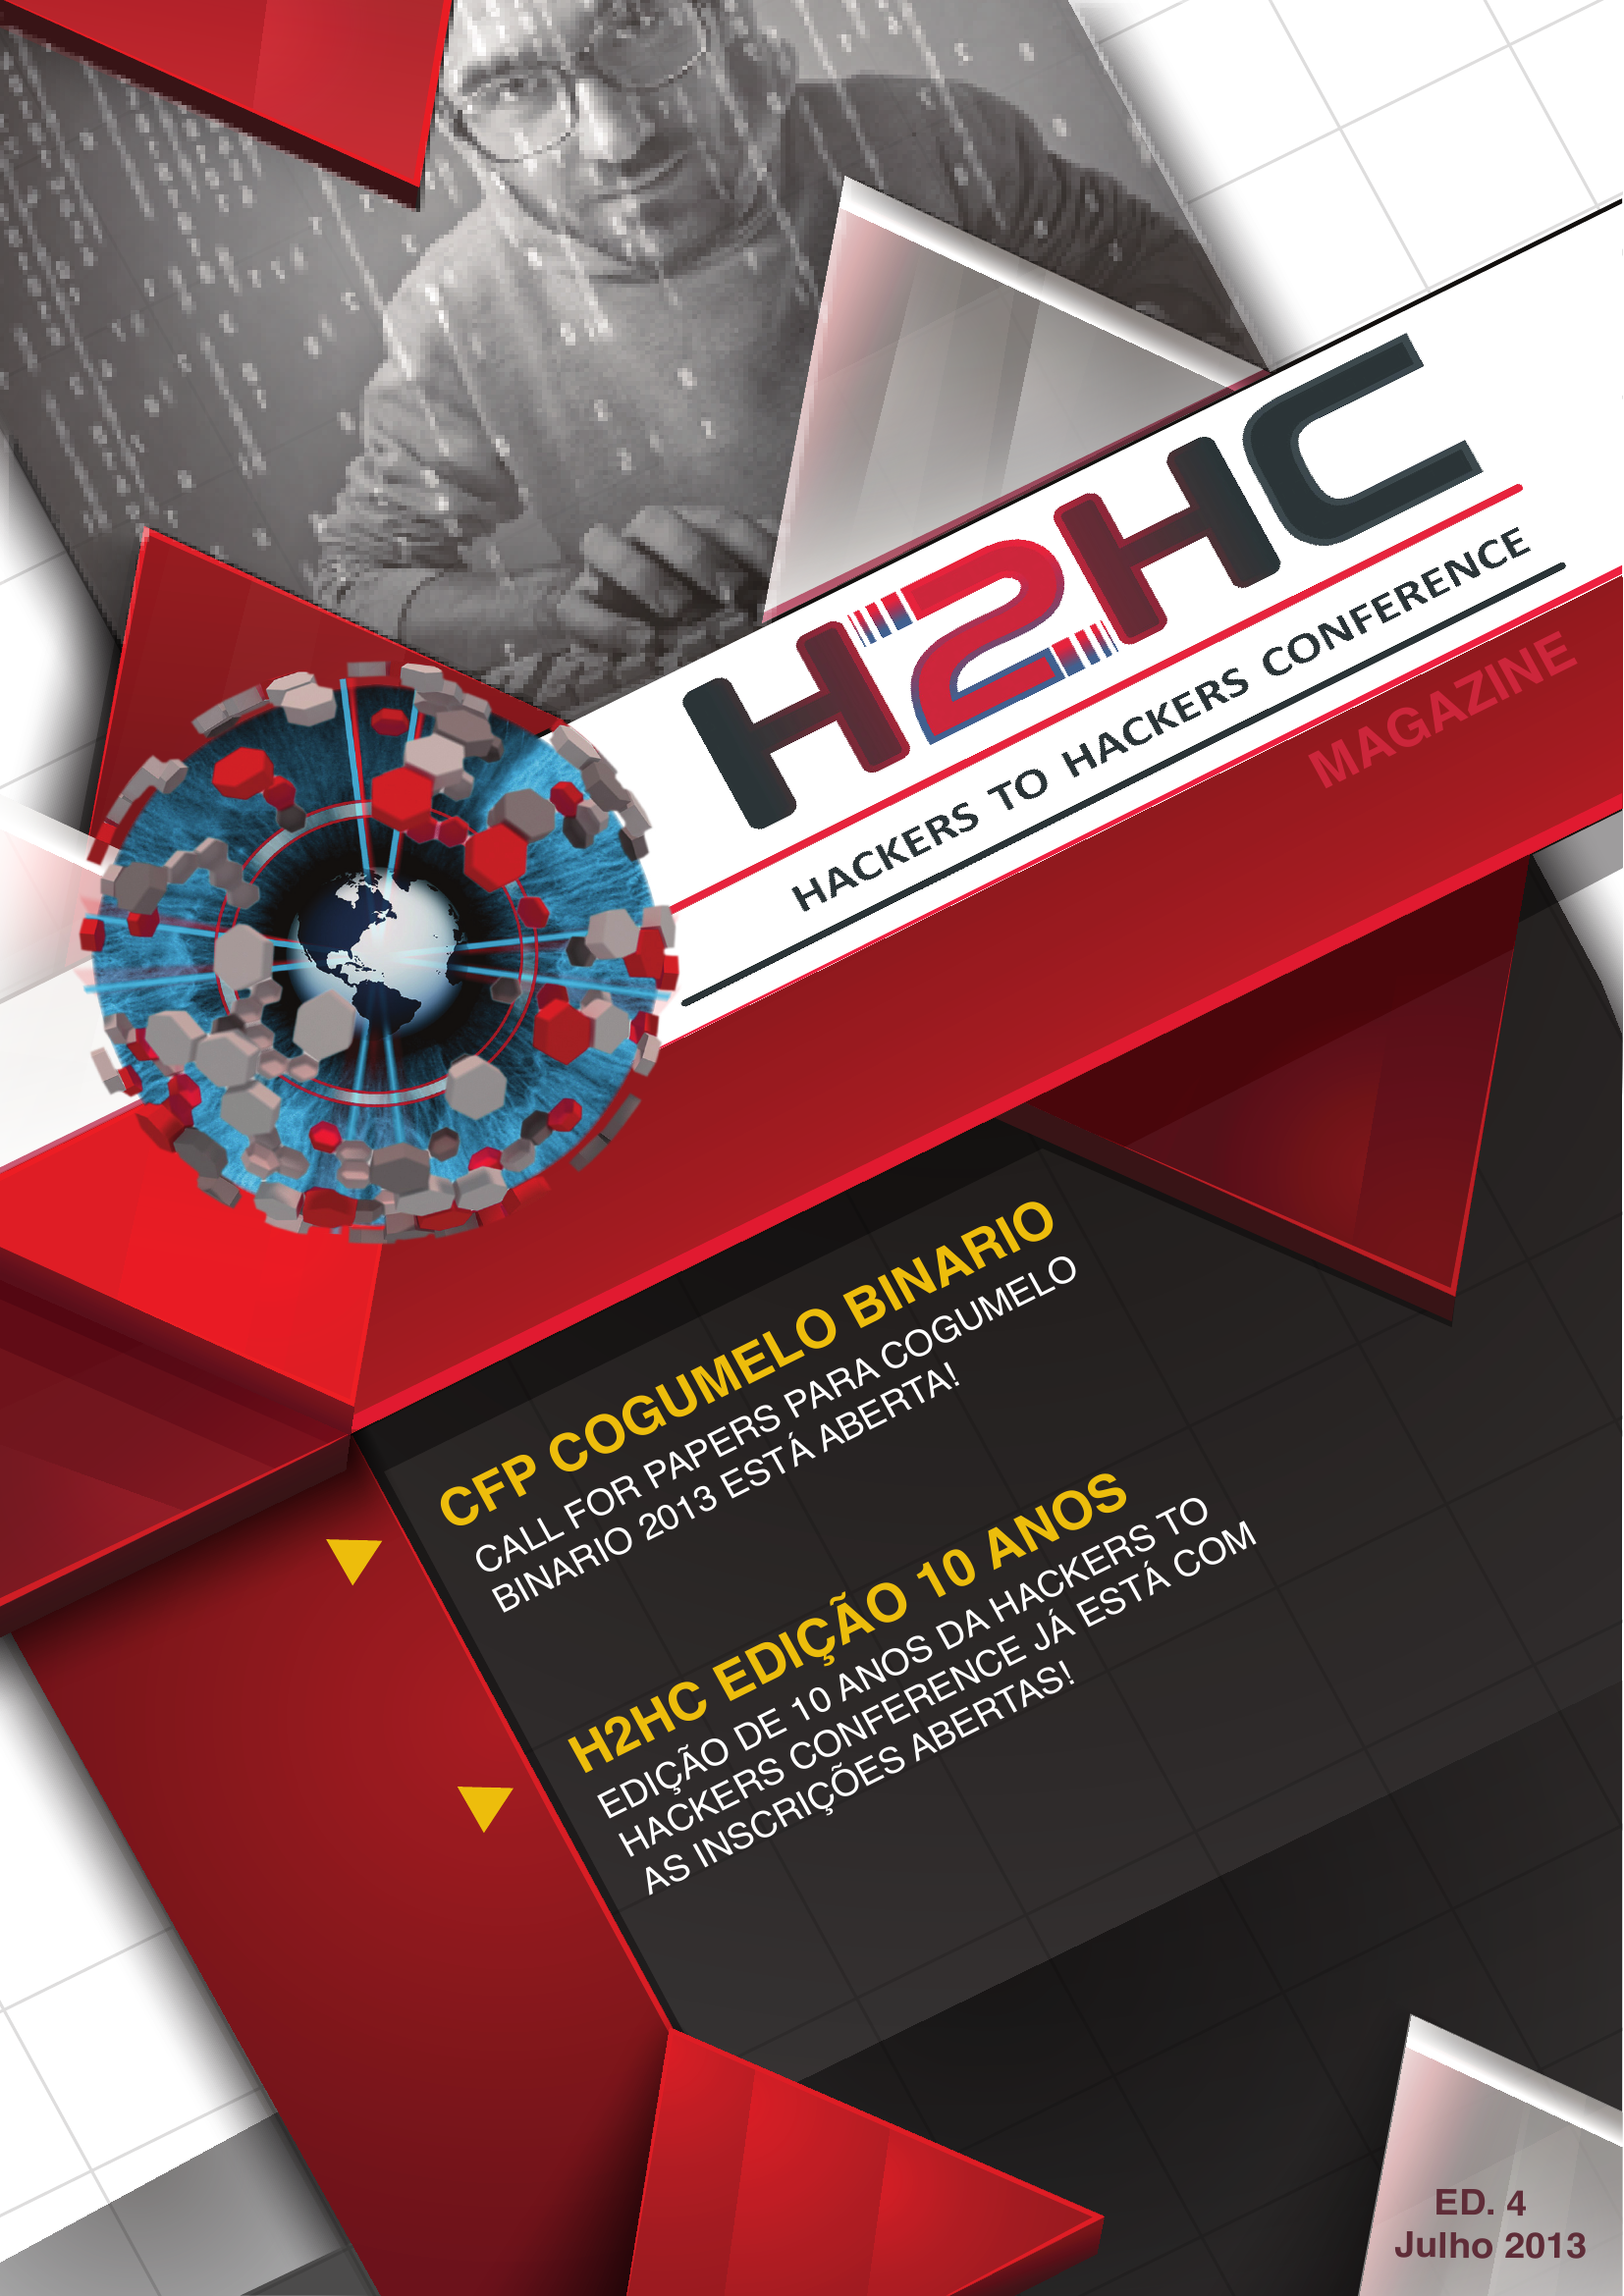 H2HC
HACKERS TO HACKERS CONFERENCE
MAGAZINE
CFP COGUMELO BINARIO
CALL FOR PAPERS PARA COGUMELO
BINARIO 2013 ESTÁ ABERTA!
H2HC EDIÇÃO 10 ANOS
EDIÇÃO DE 10 ANOS DA HACKERS TO
HACKERS CONFERENCE JÁ ESTÁ COM
AS INSCRIÇÕES ABERTAS!
ED. 4
Julho 2013